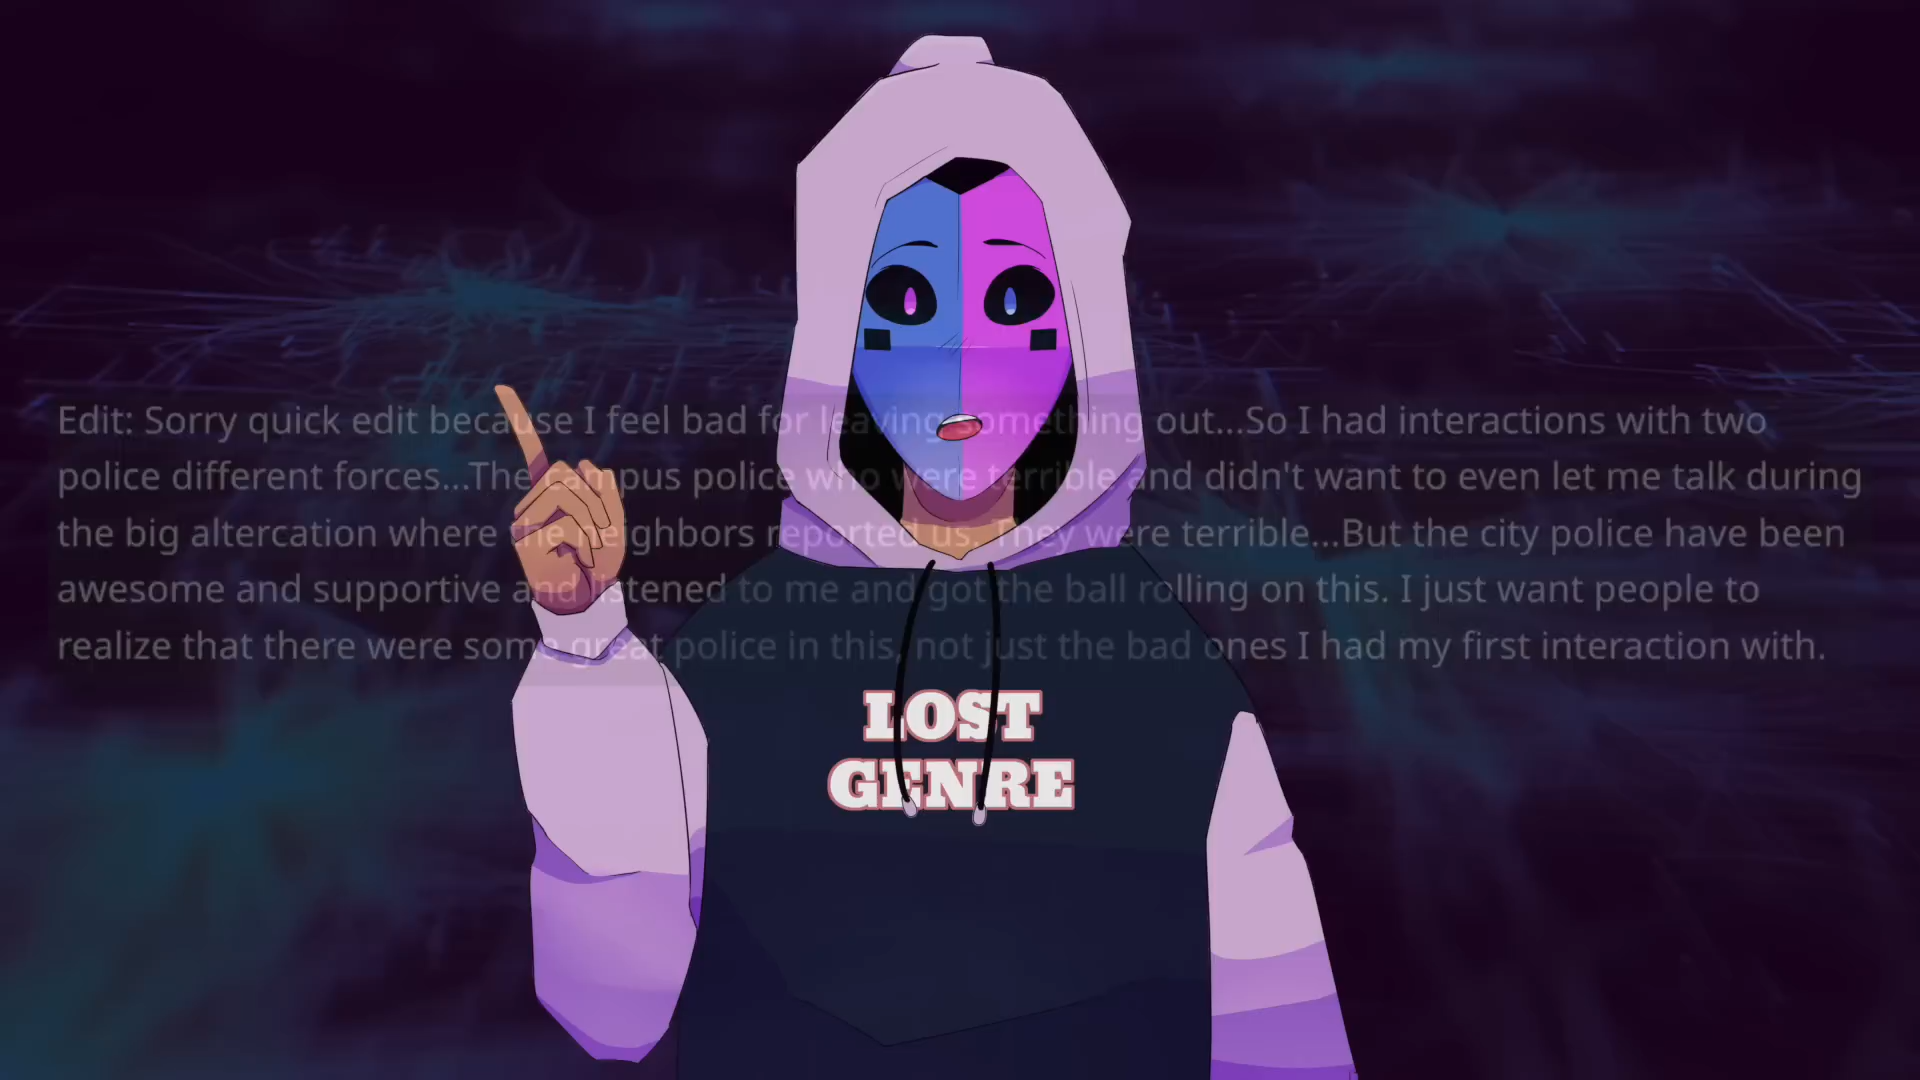 Edit: Sorry quick edit because I feel bad for leaving something out...So I had interactions with two
police different forces...The campus police who were terrible and didn't want to even let me talk during
the big altercation where the neighbors reported us. They were terrible...But the city police have been
awesome and supportive and listened to me and got the ball rolling on this. I just want people to
realize that there were some great police in this, not just the bad ones I had my first interaction with.
LOST
GENRE